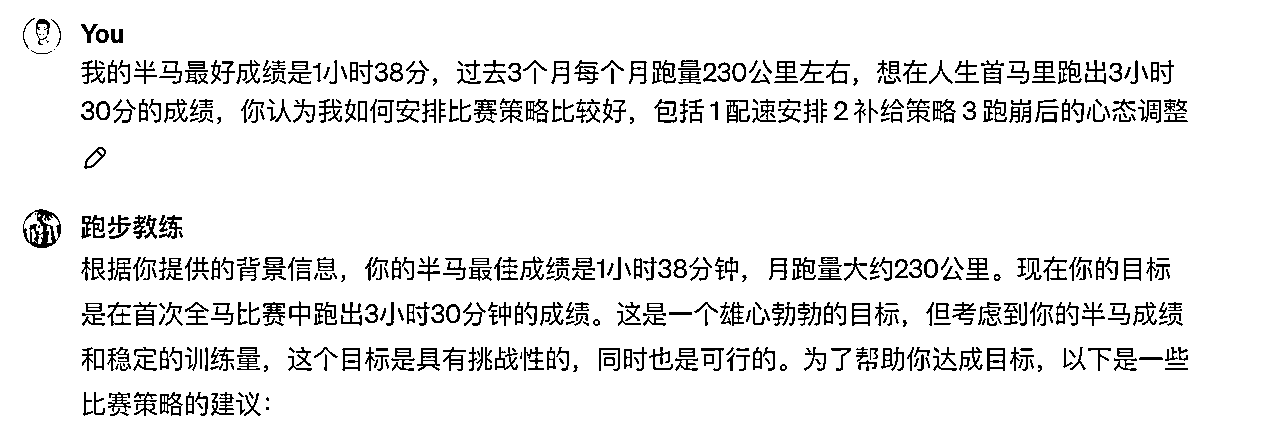 You
我的半马最好成绩是1小时38分，过去3个月每个月跑量230公里左右，想在人生首马里跑出3小时
30分的成绩，你认为我如何安排比赛策略比较好，包括1配速安排2补给策略3跑崩后的心态调整
跑步教练
根据你提供的背景信息，你的半马最佳成绩是1小时38分钟，月跑量大约230公里。现在你的目标
是在首次全马比赛中跑出3小时30分钟的成绩。这是一个雄心勃勃的目标，但考虑到你的半马成绩
和稳定的训练量，这个目标是具有挑战性的，同时也是可行的。为了帮助你达成目标，以下是一些
比赛策略的建议：